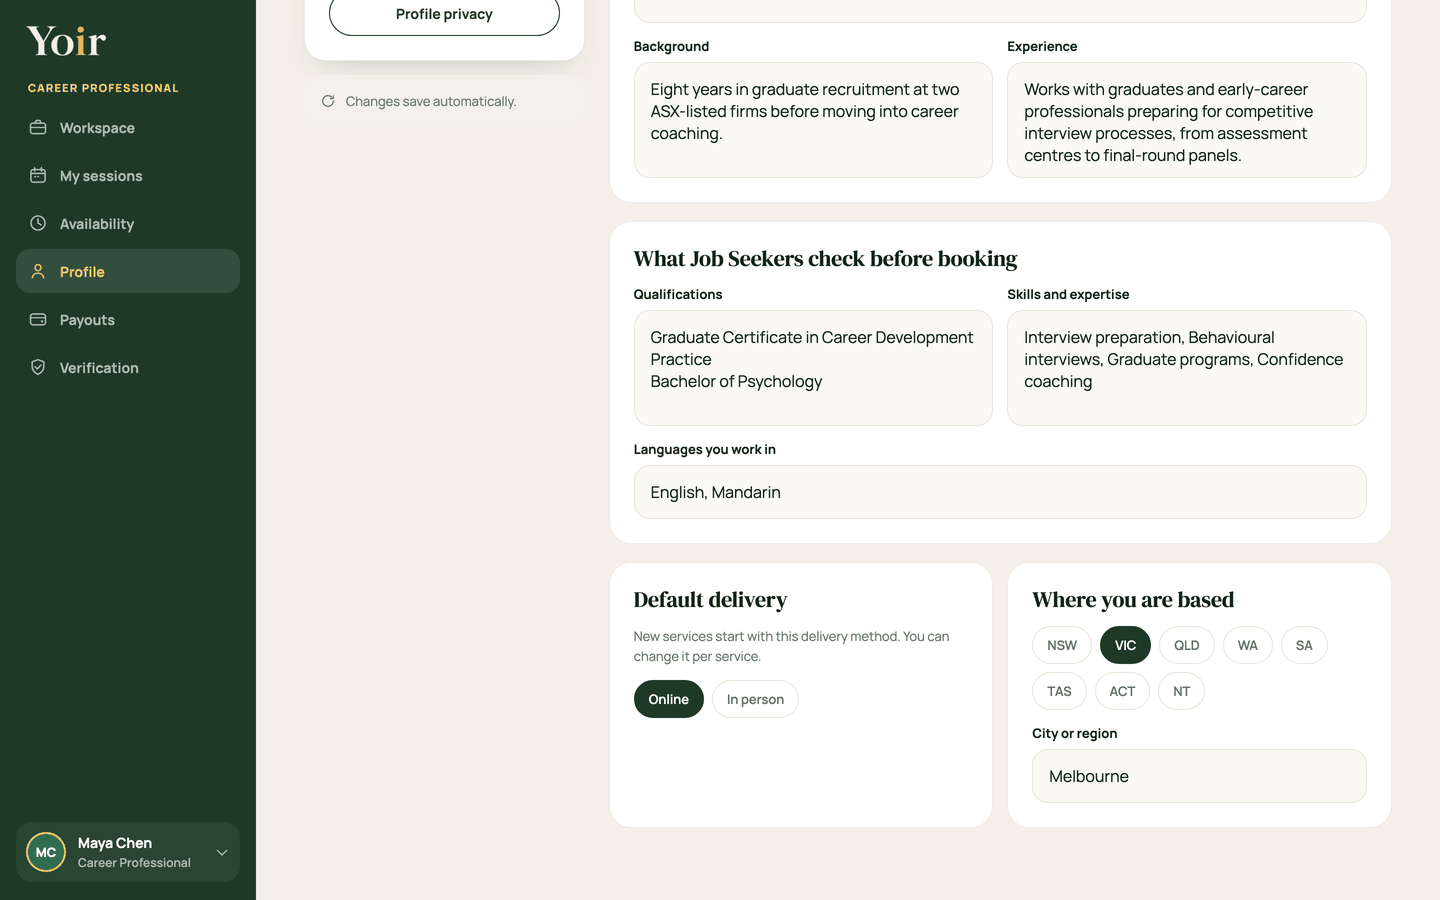 Yoir
CAREER PROFESSIONAL
Workspace
My sessions
Availability
Profile
Payouts
Verification
MC
Maya Chen
Career Professional
Profile privacy
Changes save automatically.
Background
Eight years in graduate recruitment at two
ASX-listed firms before moving into career
coaching.
Experience
Works with graduates and early-career
professionals preparing for competitive
interview processes, from assessment
centres to final-round panels.
What Job Seekers check before booking
Qualifications
Graduate Certificate in Career Development
Practice
Bachelor of Psychology
Skills and expertise
Interview preparation, Behavioural
interviews, Graduate programs, Confidence
coaching
Languages you work in
English, Mandarin
Default delivery
New services start with this delivery method. You can
change it per service.
Online
In person
Where you are based
NSW
VIC
QLD
WA
SA
TAS
ACT
NT
City or region
Melbourne